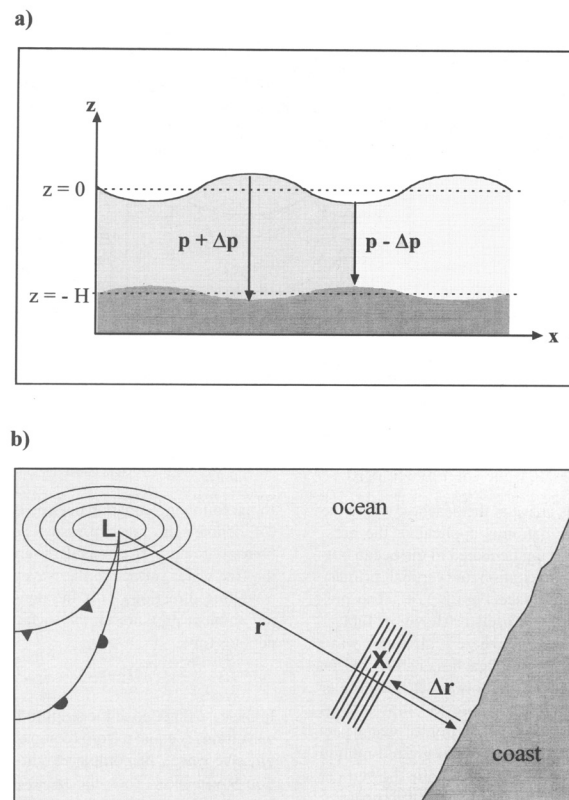 a)
z
z = 0
p + Δp
p - Δp
z = - H
x
b)
ocean
L
r
X
Δr
coast